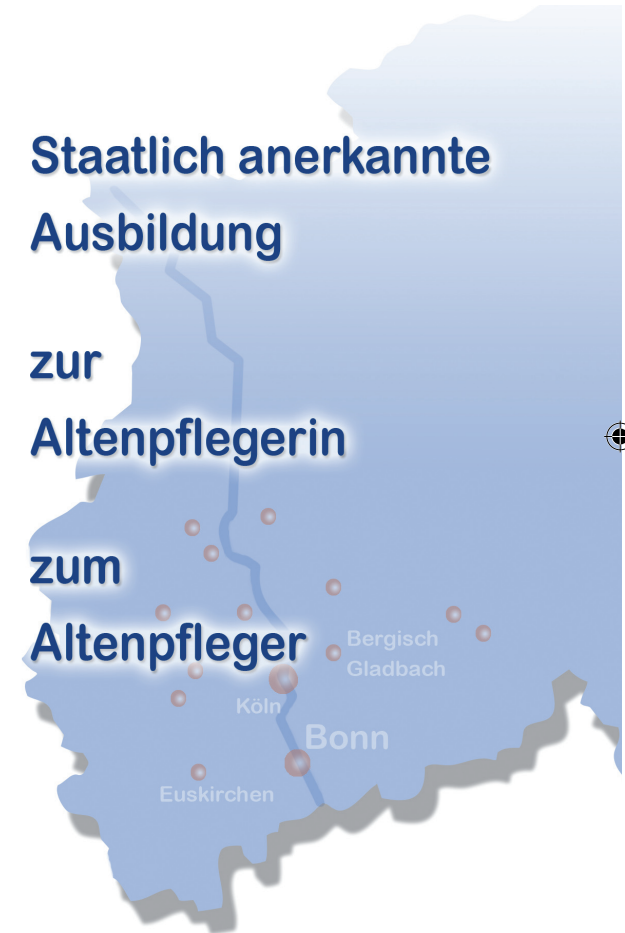 Staatlich anerkannte
Ausbildung
zur
Altenpflegerin
zum
Altenpfleger
Bergisch
Gladbach
Köln
Bonn
Euskirchen